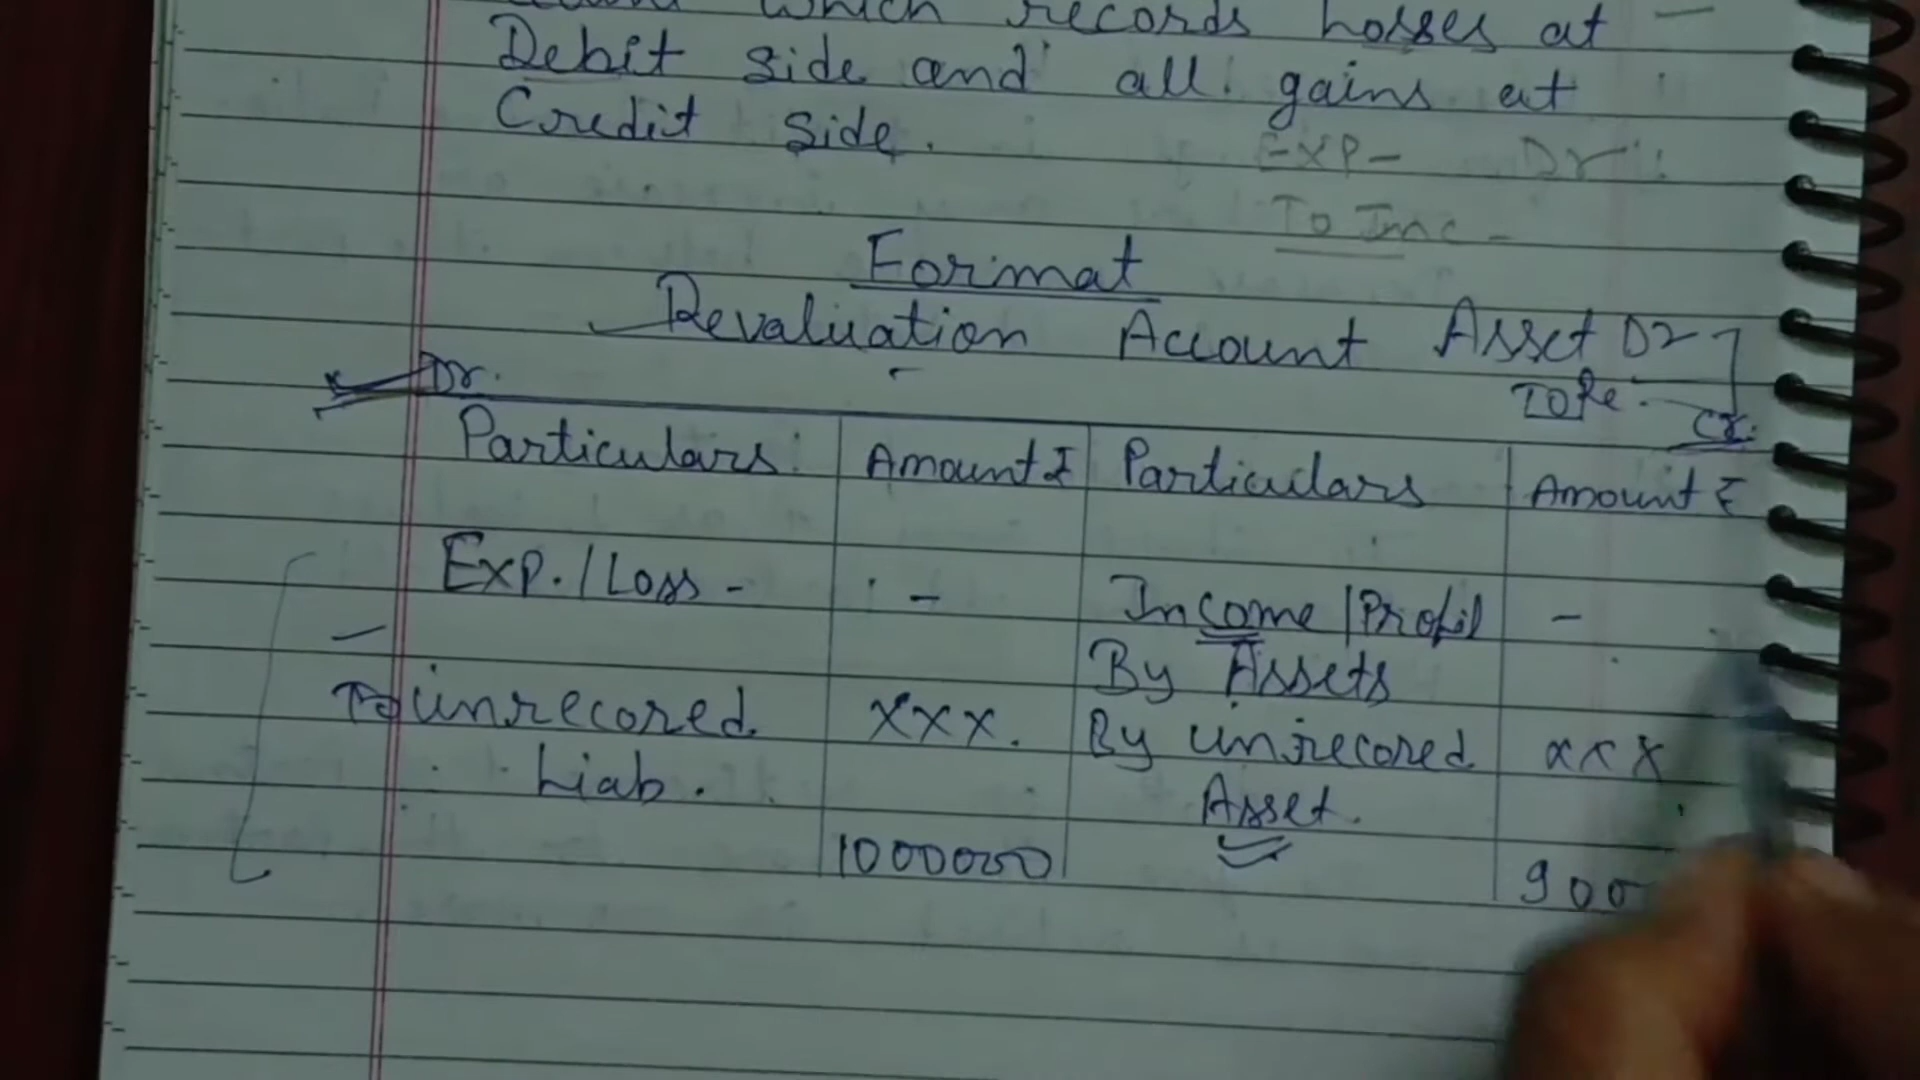 which records Losses at -
Debit side and all gains at
Credit side.
Exp- Dr
To Inc -
Format
Revaluation Account Asset Dr
To Re.
Dr. Cr.
Particulars Amount ₹ Particulars Amount ₹
Exp./Loss - - Income/Profit -
By Assets
To unrecored xxx. By unrecored xxx
Liab. Asset.
1000000 900